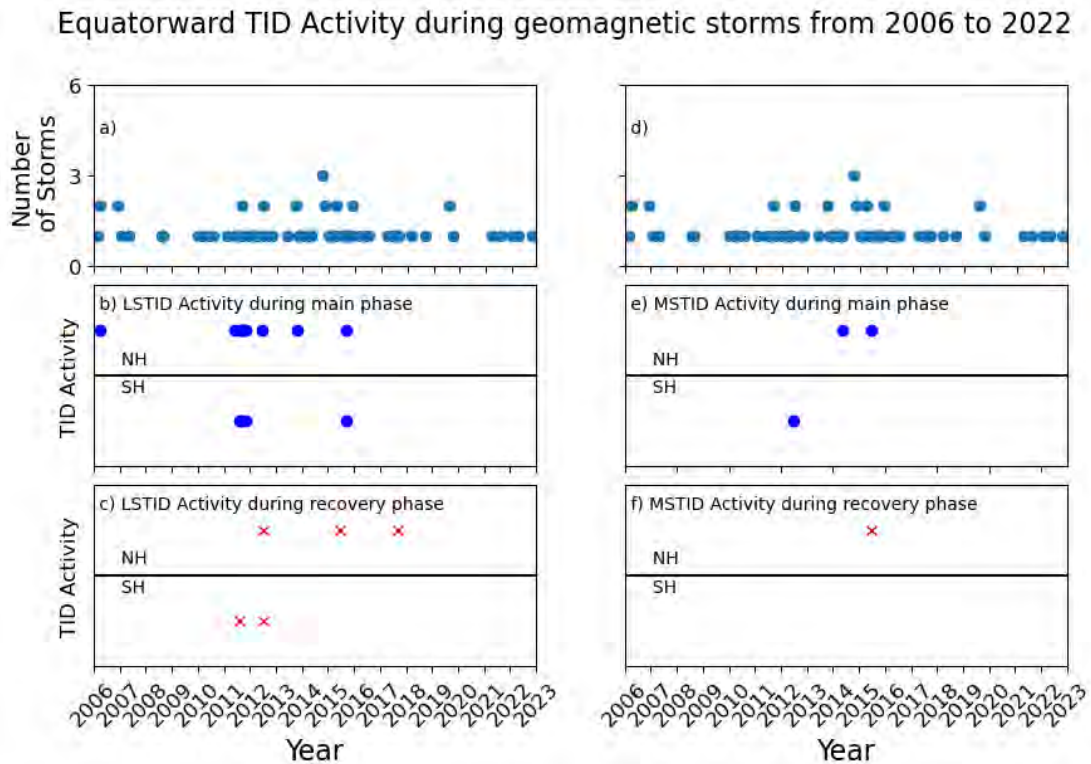 Equatorward TID Activity during geomagnetic storms from 2006 to 2022
Number
of Storms
6
3
0
a)
d)
TID Activity
b) LSTID Activity during main phase
NH
SH
e) MSTID Activity during main phase
NH
SH
TID Activity
c) LSTID Activity during recovery phase
NH
SH
f) MSTID Activity during recovery phase
NH
SH
2006 2007 2008 2009 2010 2011 2012 2013 2014 2015 2016 2017 2018 2019 2020 2021 2022 2023
2006 2007 2008 2009 2010 2011 2012 2013 2014 2015 2016 2017 2018 2019 2020 2021 2022 2023
Year
Year